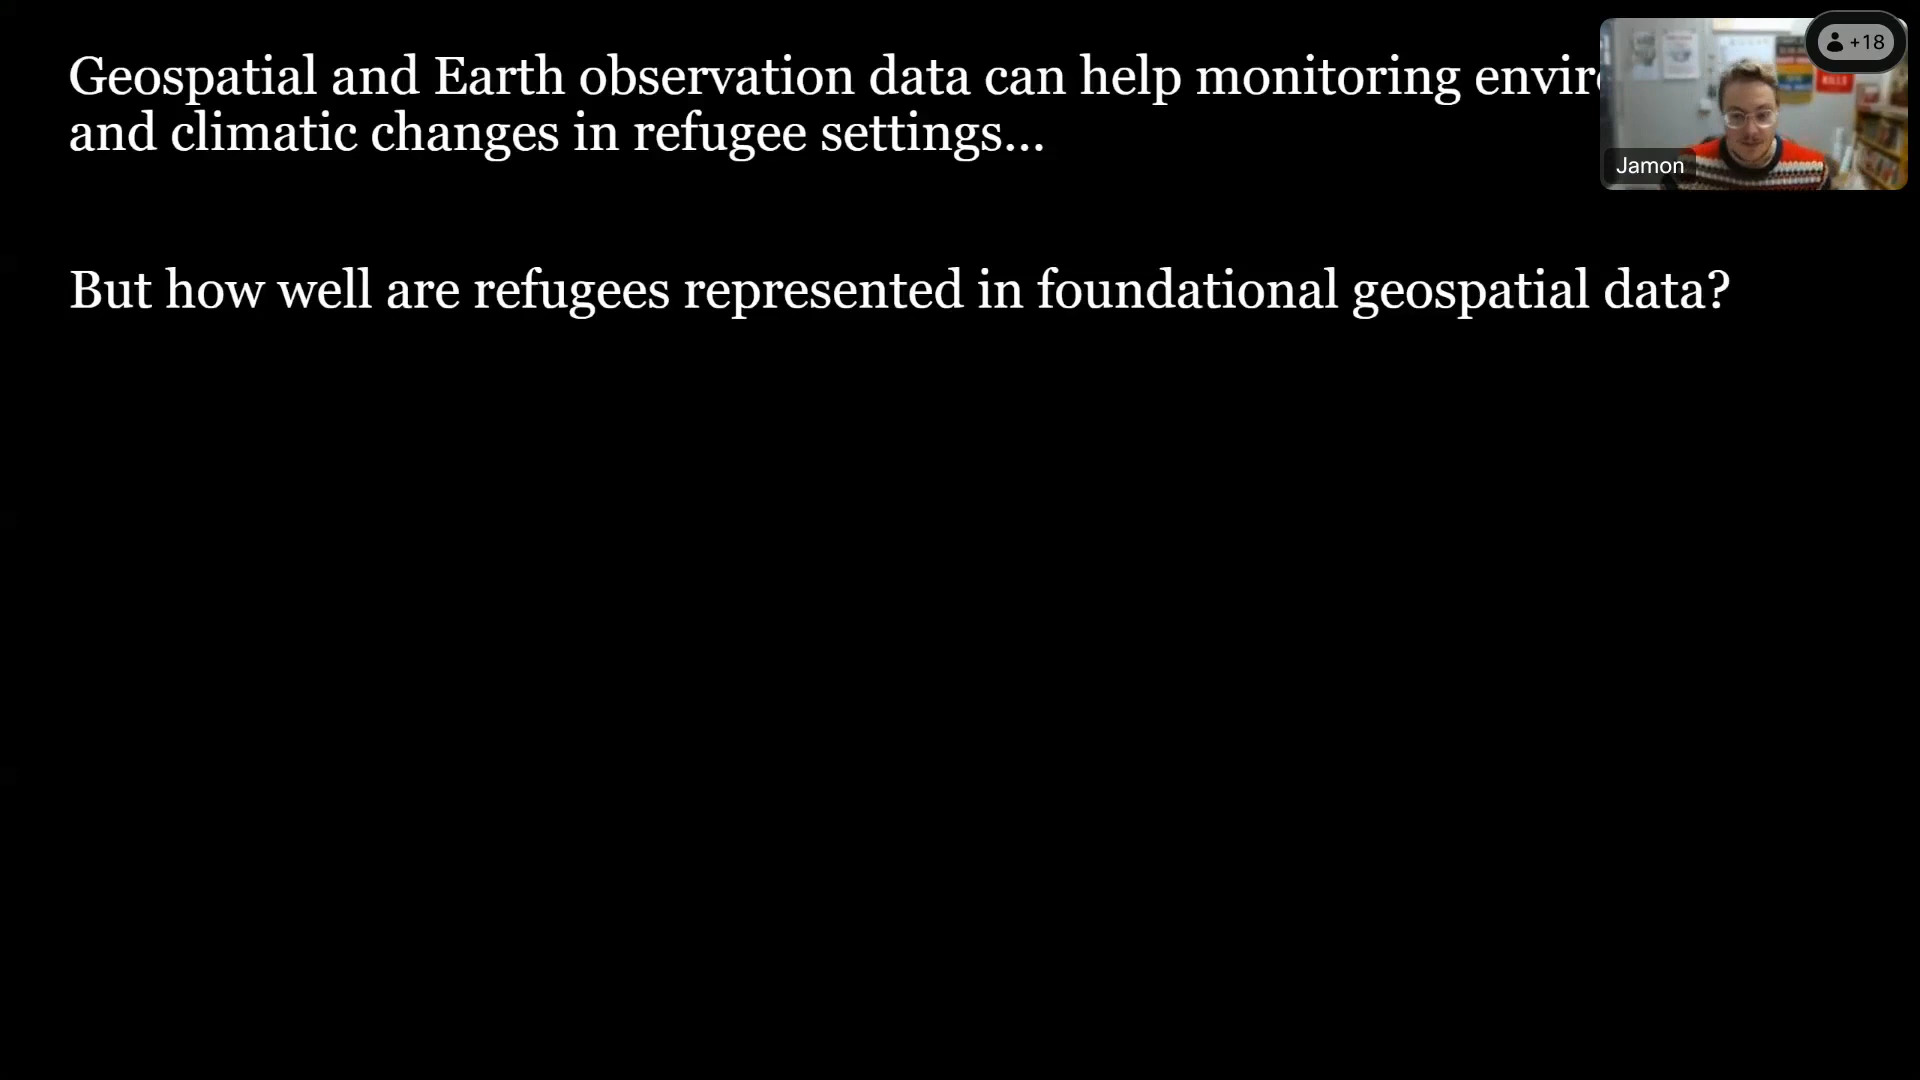 Geospatial and Earth observation data can help monitoring
and climatic changes in refugee settings...
But how well are refugees represented in foundational geospatial data?
+18
KILLS
Jamon